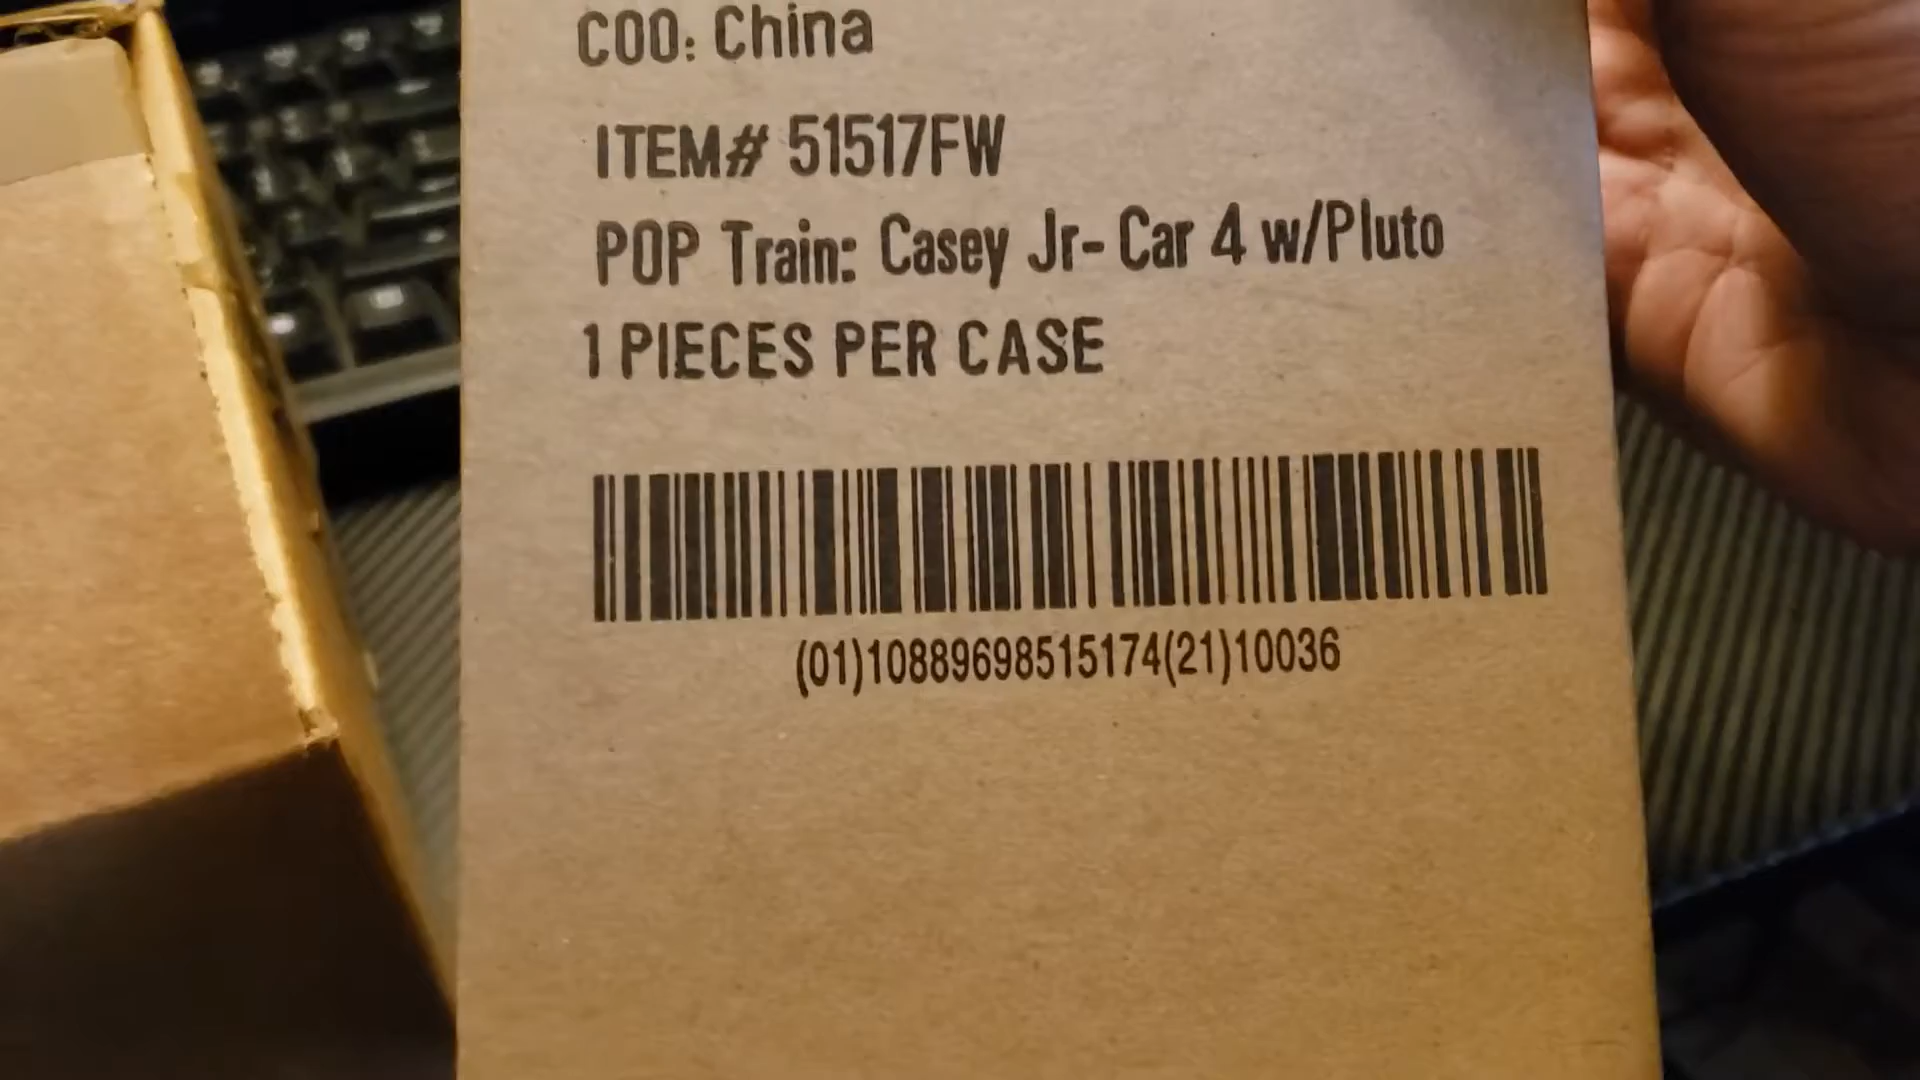 COO: China
ITEM# 51517FW
POP Train: Casey Jr- Car 4 w/Pluto
1 PIECES PER CASE
(01)10889698515174(21)10036